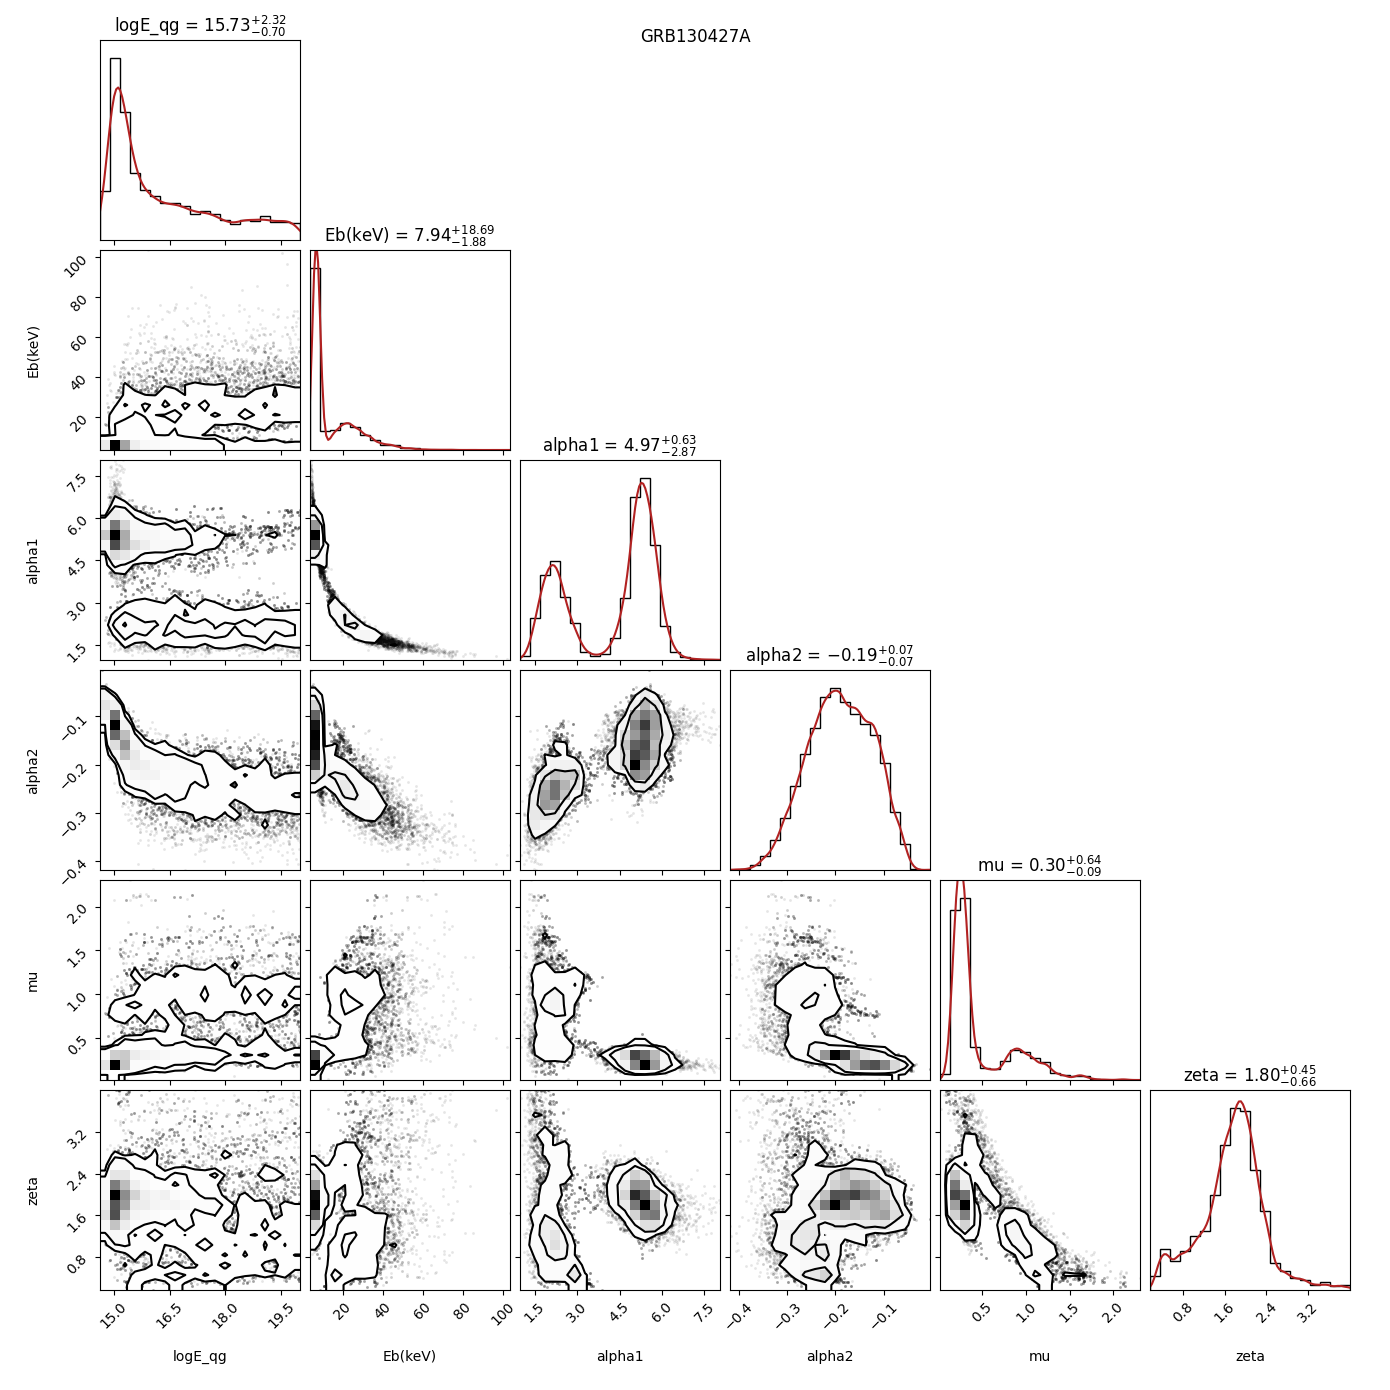 GRB130427A
logE_qg = 15.73 +2.32 −0.70
Eb(keV) = 7.94 +18.69 −1.88
100
80
60
40
20
Eb(keV)
alpha1 = 4.97 +0.63 −2.87
7.5
6.0
4.5
3.0
1.5
alpha1
alpha2 = −0.19 +0.07 −0.07
−0.1
−0.2
−0.3
−0.4
alpha2
mu = 0.30 +0.64 −0.09
2.0
1.5
1.0
0.5
mu
zeta = 1.80 +0.45 −0.66
3.2
2.4
1.6
0.8
zeta
15.0 16.5 18.0 19.5
20 40 60 80 100
1.5 3.0 4.5 6.0 7.5
−0.4 −0.3 −0.2 −0.1
0.5 1.0 1.5 2.0
0.8 1.6 2.4 3.2
logE_qg Eb(keV) alpha1 alpha2 mu zeta